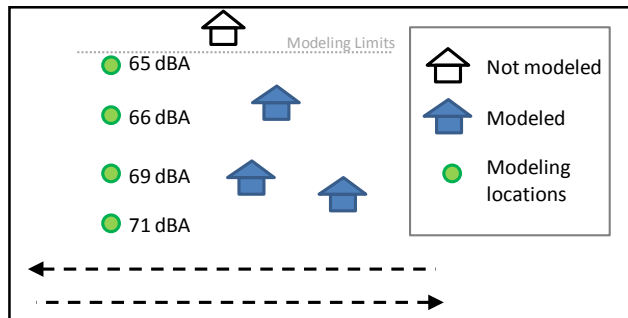 Modeling Limits
65 dBA
66 dBA
69 dBA
71 dBA
Not modeled
Modeled
Modeling
locations